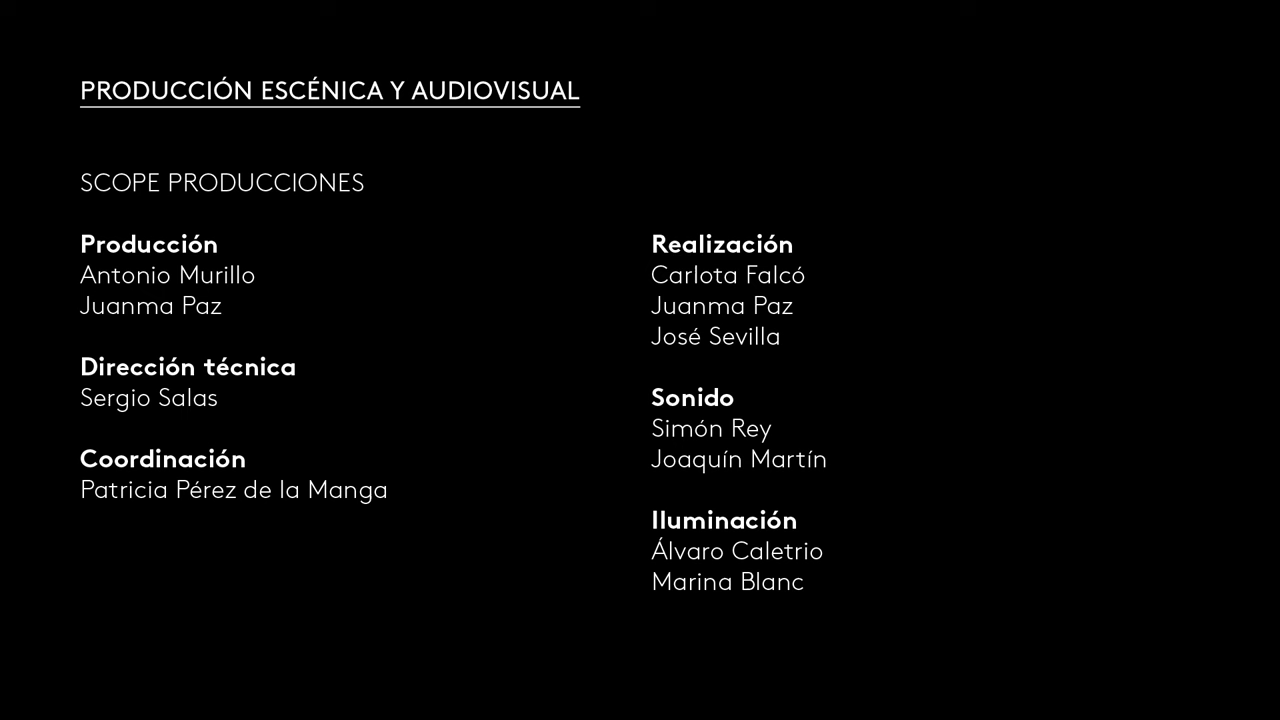 PRODUCCIÓN ESCÉNICA Y AUDIOVISUAL
SCOPE PRODUCCIONES
Producción
Antonio Murillo
Juanma Paz
Dirección técnica
Sergio Salas
Coordinación
Patricia Pérez de la Manga
Realización
Carlota Falcó
Juanma Paz
José Sevilla
Sonido
Simón Rey
Joaquín Martín
Iluminación
Álvaro Caletrio
Marina Blanc